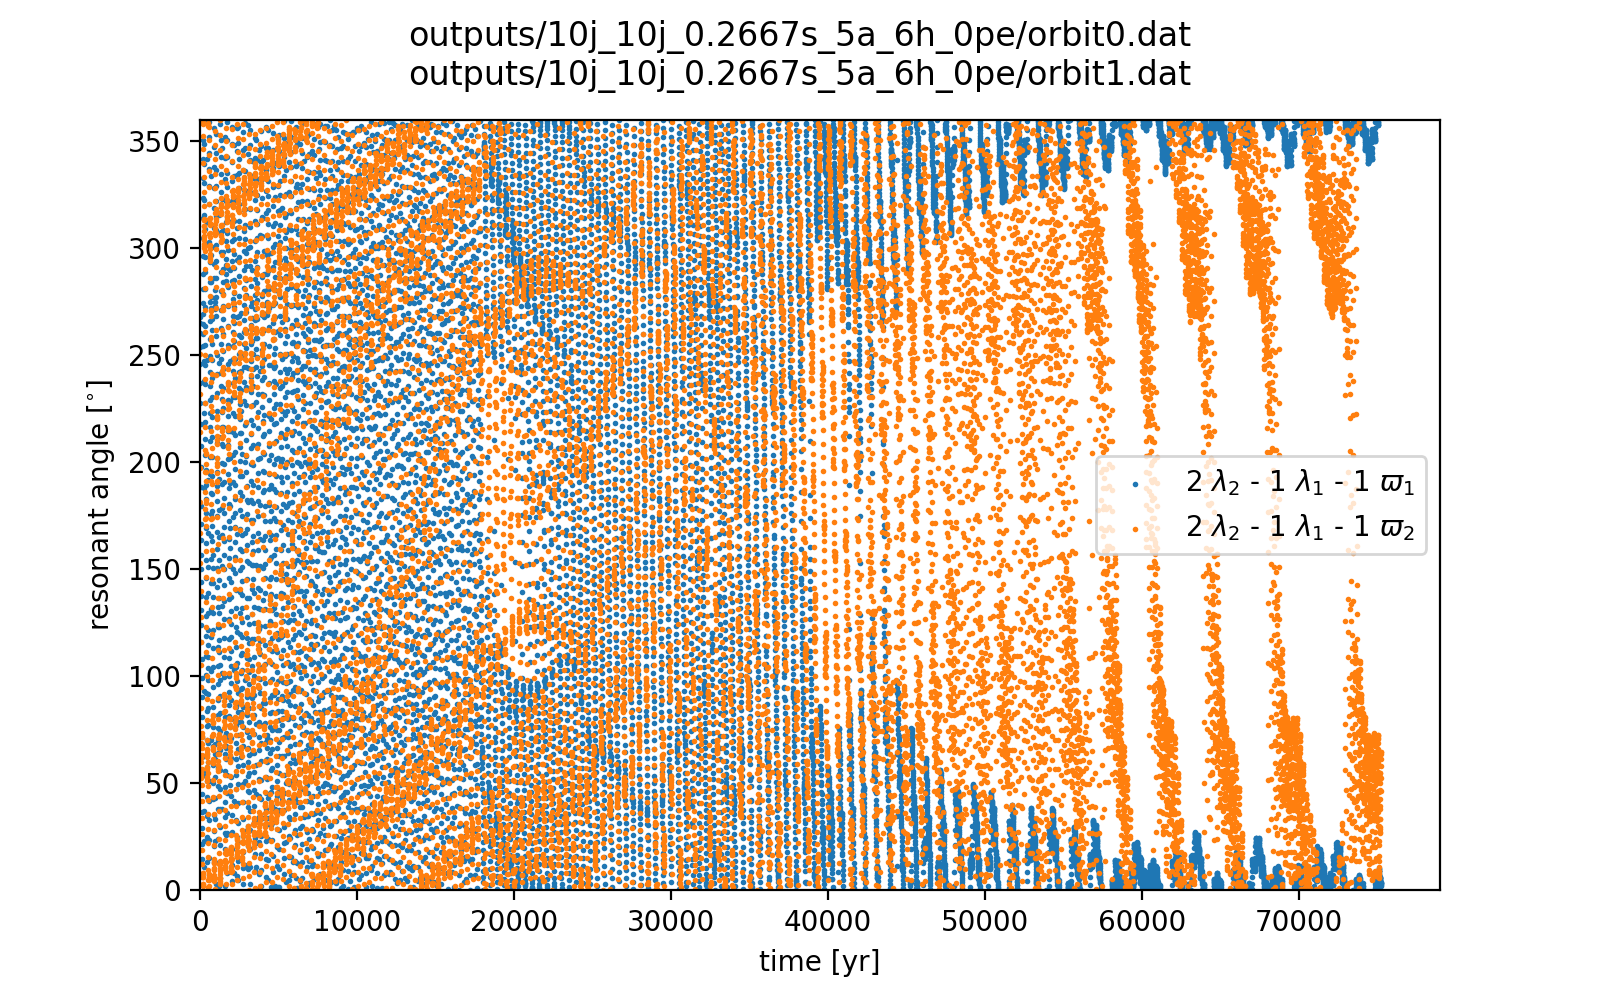 outputs/10j_10j_0.2667s_5a_6h_0pe/orbit0.dat
outputs/10j_10j_0.2667s_5a_6h_0pe/orbit1.dat
350
300
250
200
150
100
50
0
resonant angle [°]
2 λ₂ - 1 λ₁ - 1 ϖ₁
2 λ₂ - 1 λ₁ - 1 ϖ₂
0 10000 20000 30000 40000 50000 60000 70000
time [yr]